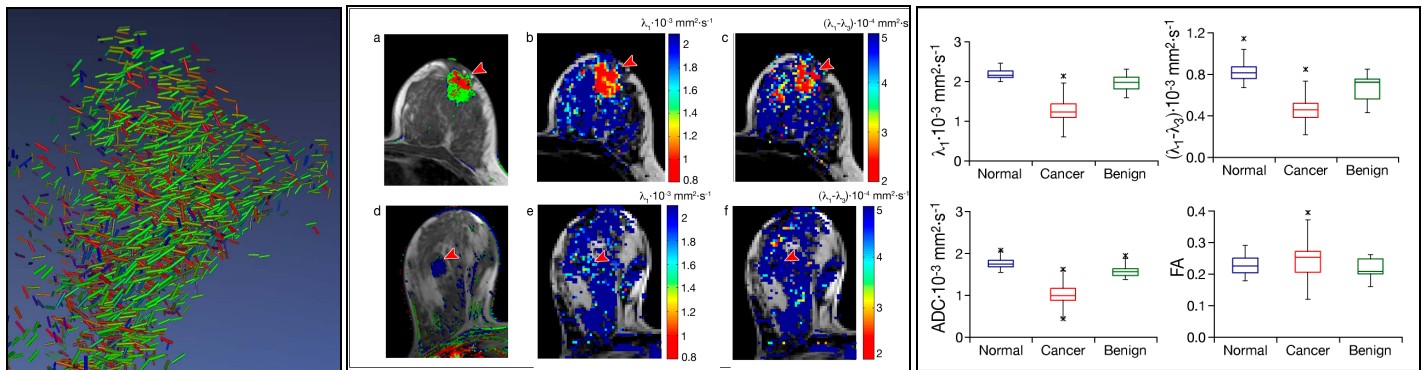 λ₁·10⁻³ mm²·s⁻¹
(λ₁-λ₃)·10⁻⁴ mm²·s
a
b
c
2
1.8
1.6
1.4
1.2
1
0.8
5
4
3
2
λ₁·10⁻³ mm²·s⁻¹
(λ₁-λ₃)·10⁻⁴ mm²·s⁻¹
d
e
f
2
1.8
1.6
1.4
1.2
1
0.8
5
4
3
2
λ₁·10⁻³ mm²·s⁻¹
3
2
1
0
Normal Cancer Benign
(λ₁-λ₃)·10⁻³ mm²·s⁻¹
1.2
0.8
0.4
0.0
Normal Cancer Benign
ADC·10⁻³ mm²·s⁻¹
3
2
1
0
Normal Cancer Benign
FA
0.4
0.3
0.2
0.1
0
Normal Cancer Benign